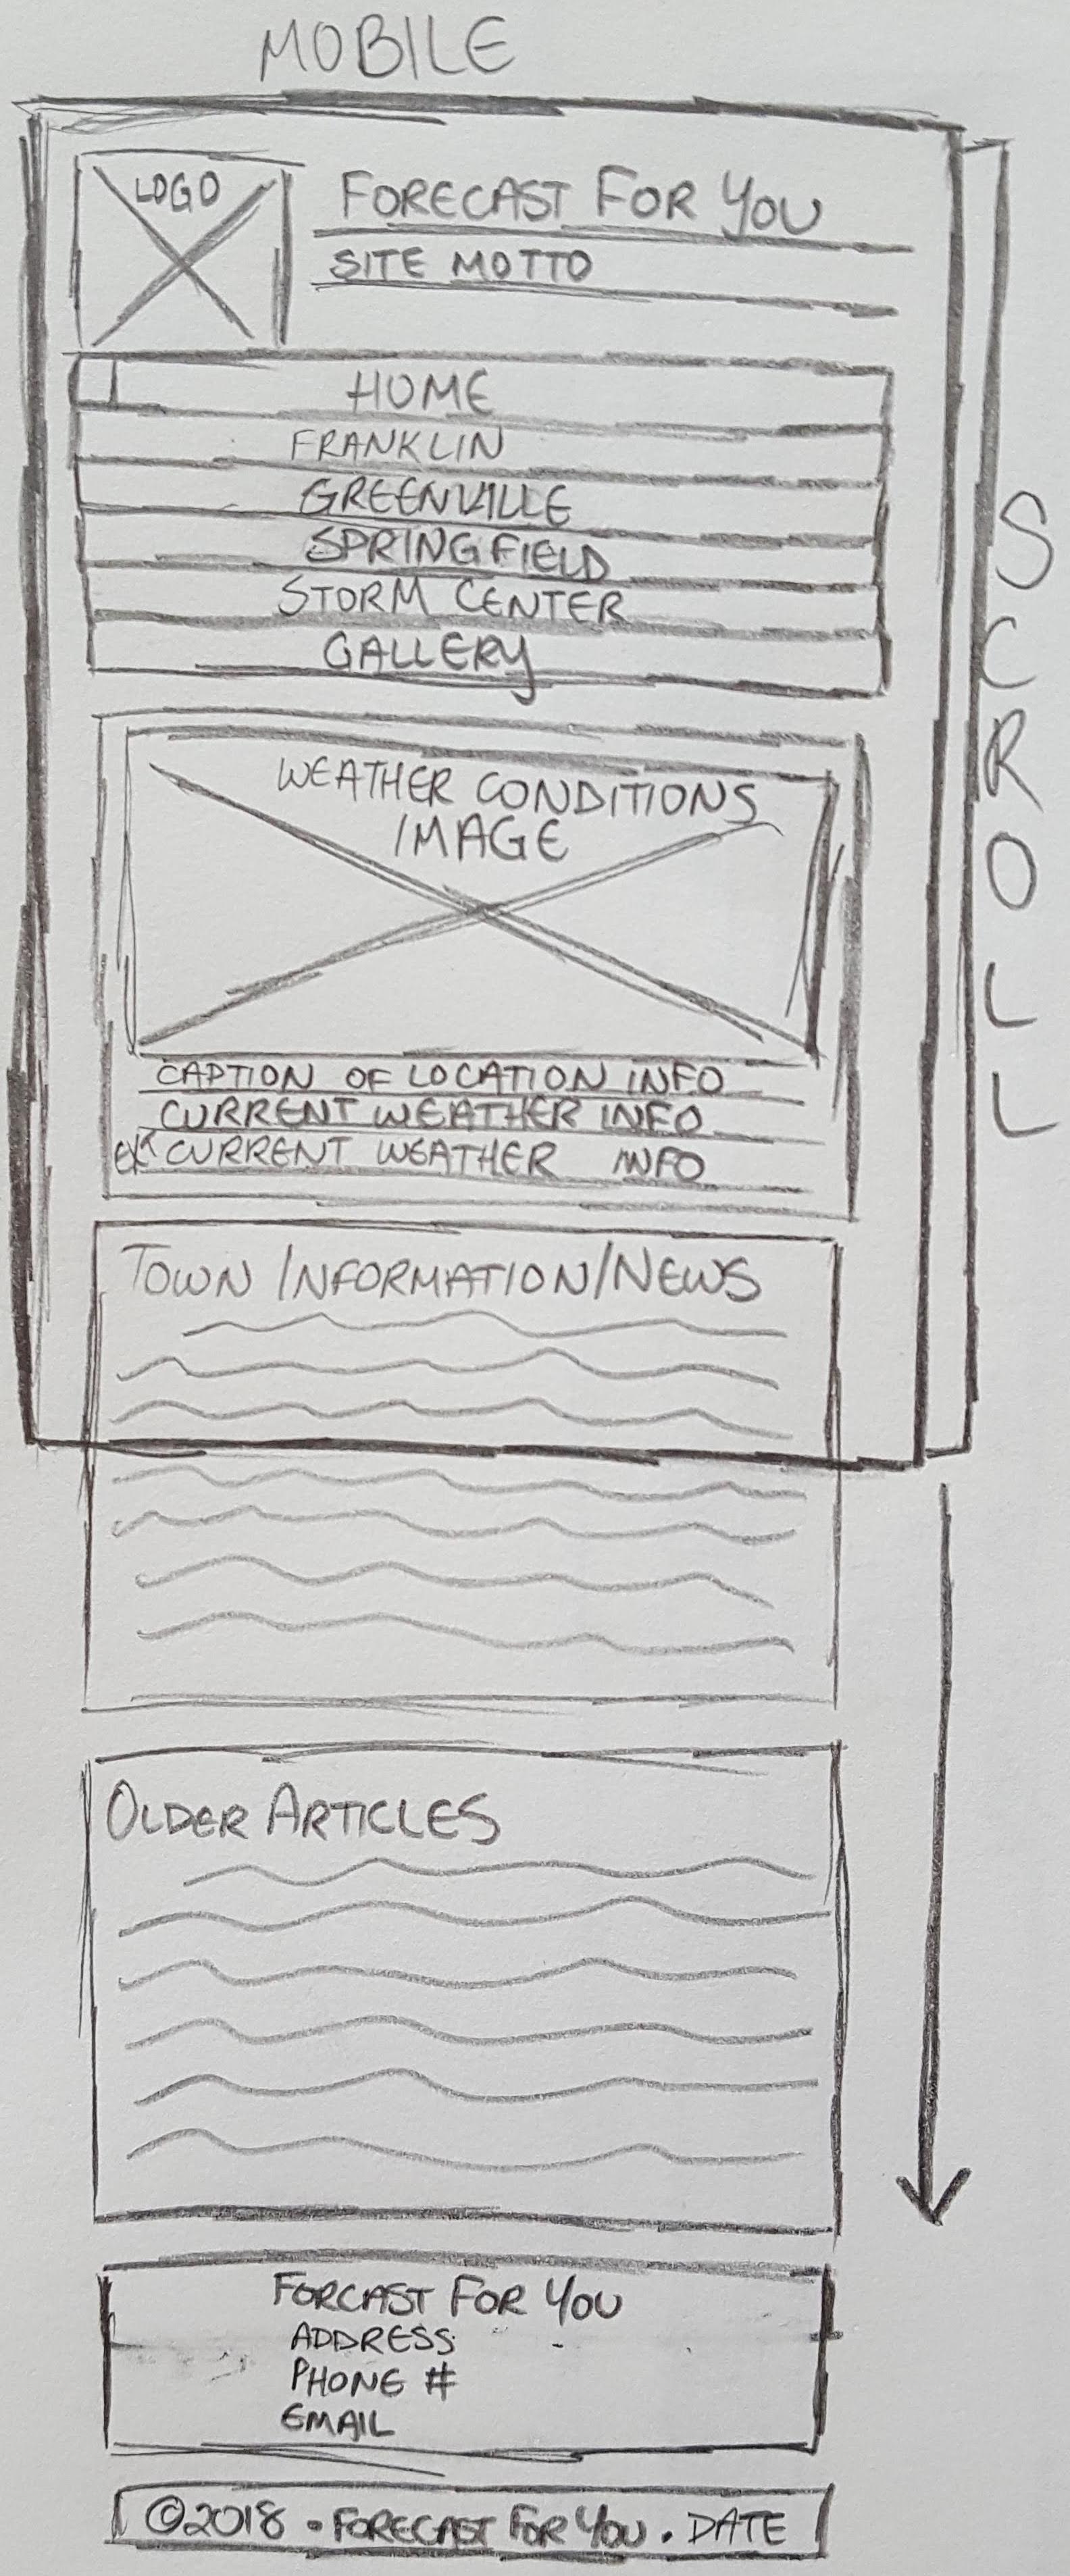 MOBILE
LOGO
FORECAST FOR YOU
SITE MOTTO
HOME
FRANKLIN
GREENVILLE
SPRINGFIELD
STORM CENTER
GALLERY
SCROLL
WEATHER CONDITIONS
IMAGE
CAPTION OF LOCATION INFO
CURRENT WEATHER INFO
CURRENT WEATHER INFO
TOWN INFORMATION/NEWS
OLDER ARTICLES
FORCAST FOR YOU
ADDRESS
PHONE #
EMAIL
©2018 • FORECAST FOR YOU • DATE